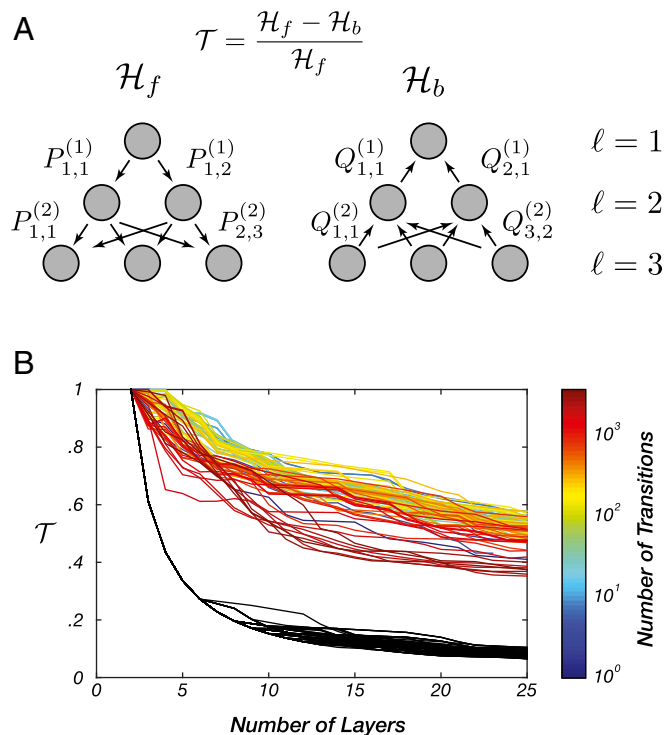 A
𝒯 = (ℋ_f − ℋ_b) / ℋ_f
ℋ_f ℋ_b
P_{1,1}^{(1)} P_{1,2}^{(1)} Q_{1,1}^{(1)} Q_{2,1}^{(1)} ℓ = 1
P_{1,1}^{(2)} P_{2,3}^{(2)} Q_{1,1}^{(2)} Q_{3,2}^{(2)} ℓ = 2
ℓ = 3
B
1
.8
.6
.4
.2
0
𝒯
0 5 10 15 20 25
Number of Layers
10^3
10^2
10^1
10^0
Number of Transitions